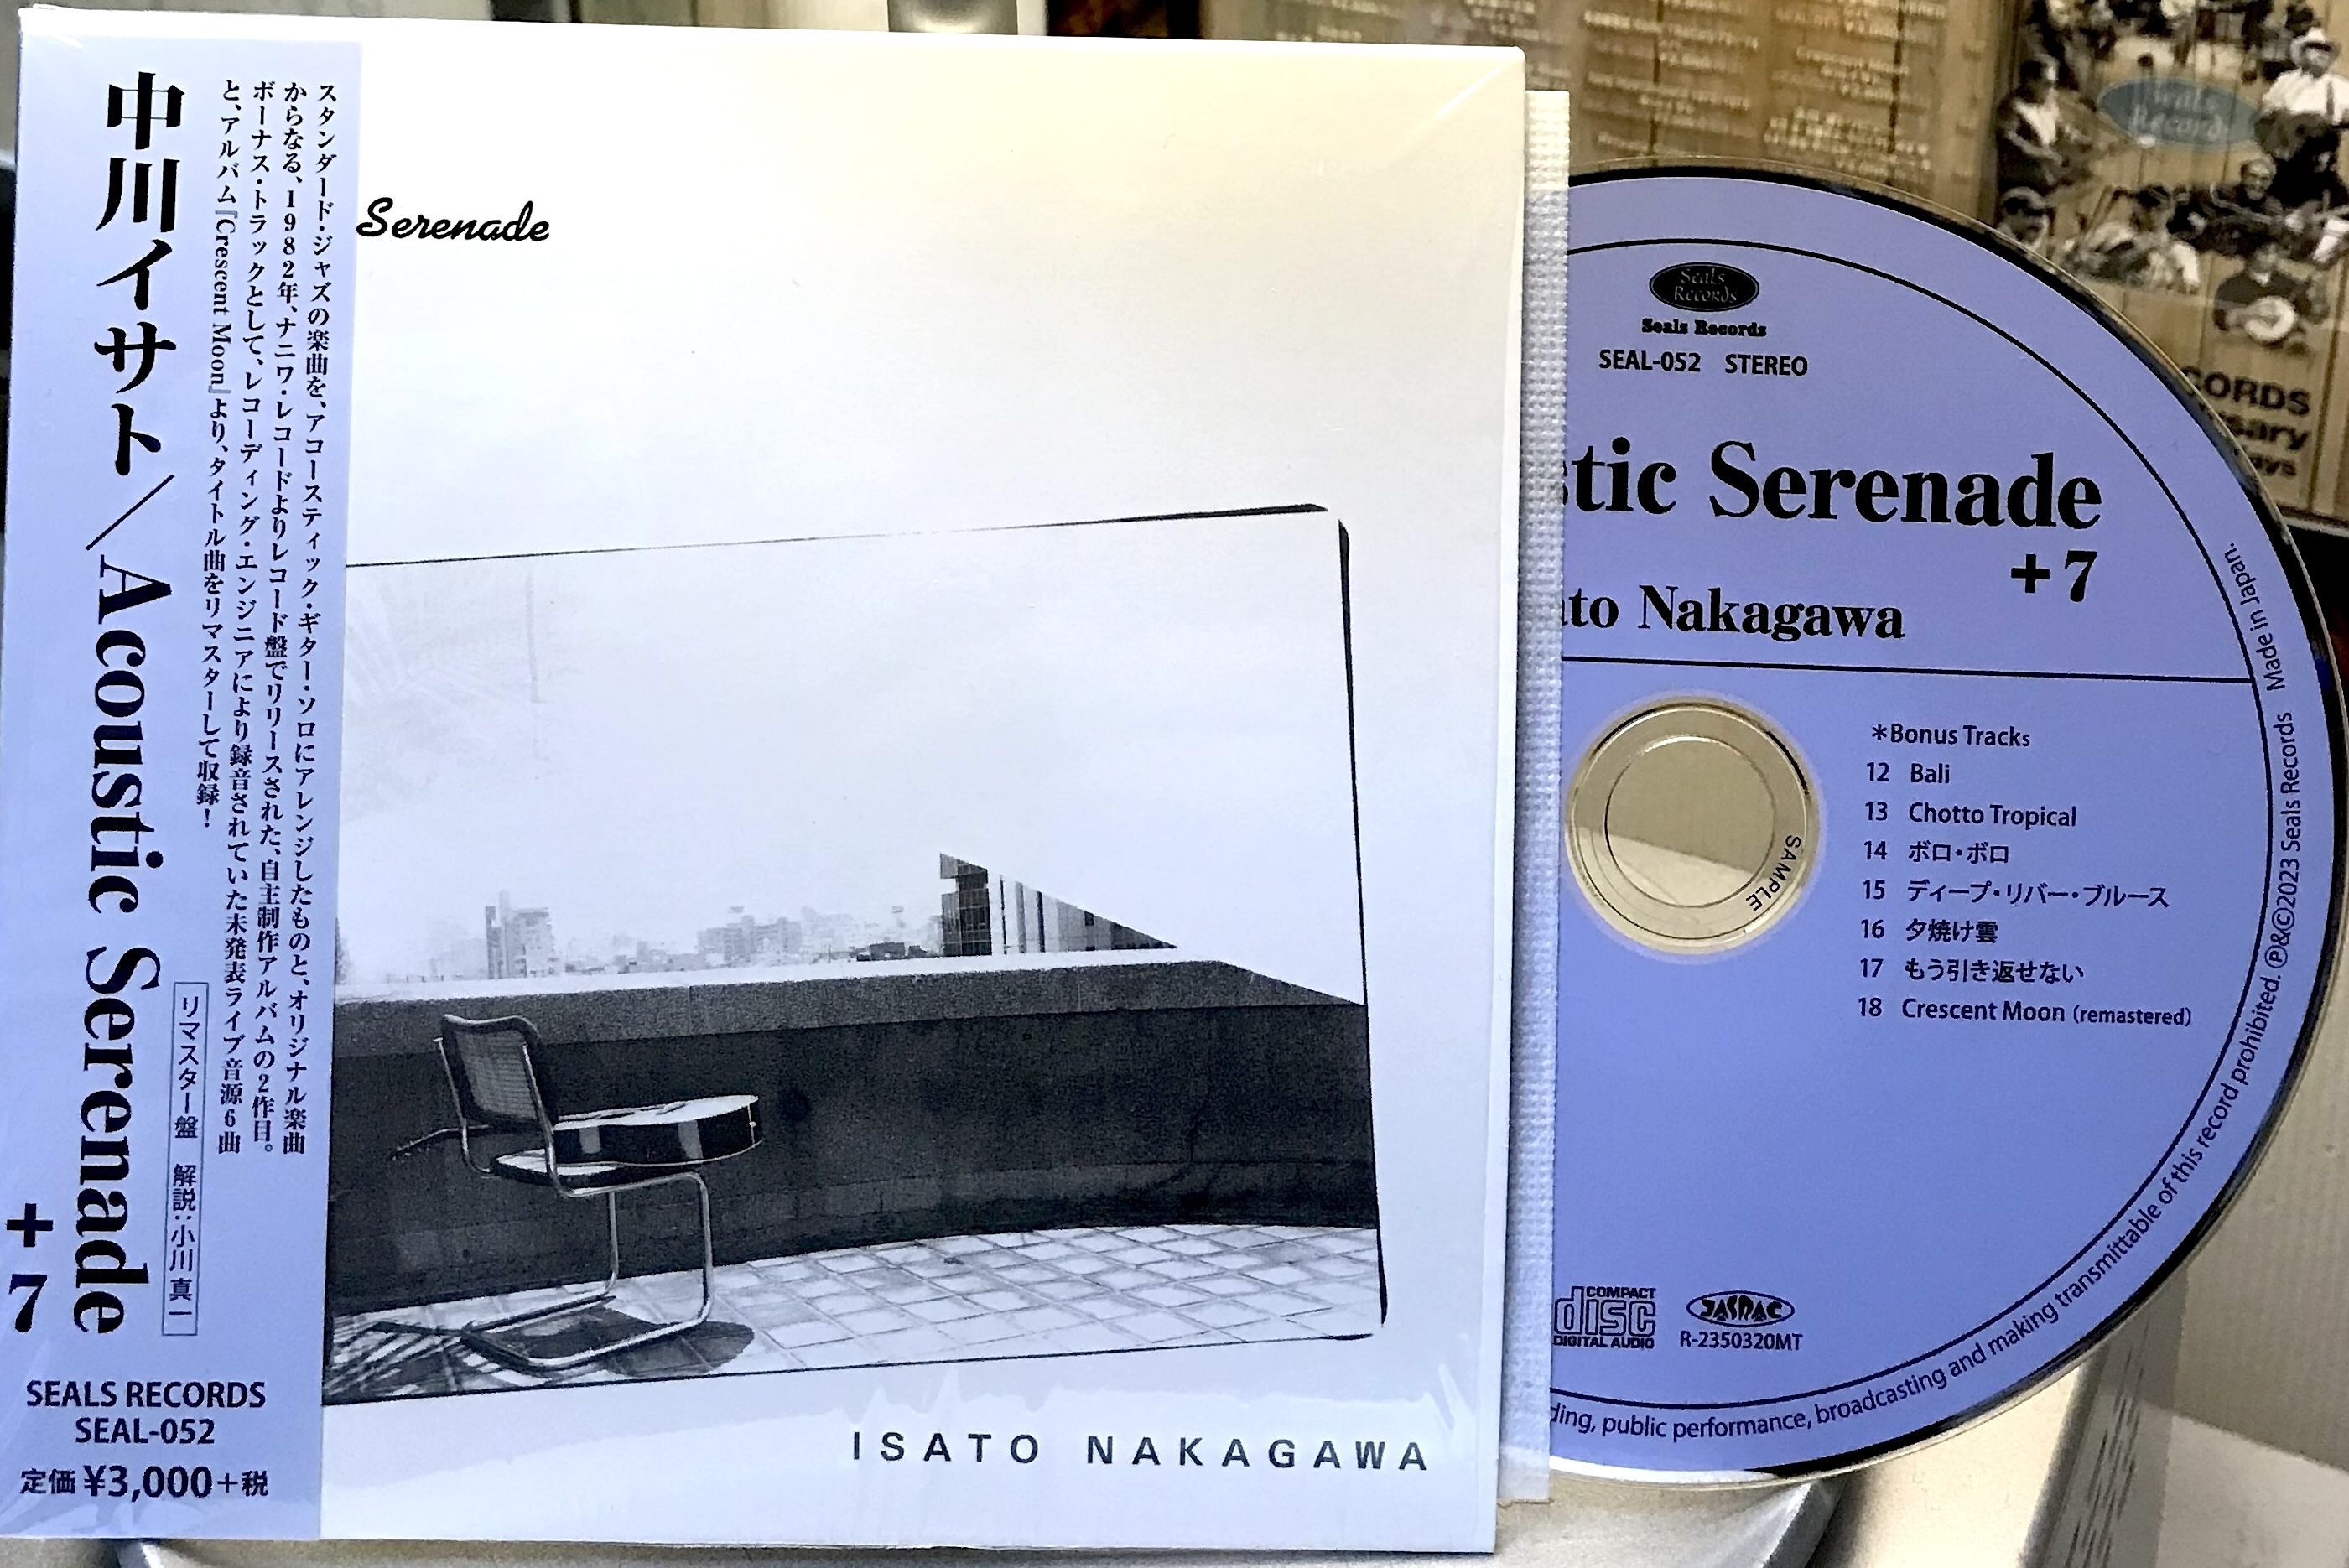 中川イサト／Acoustic Serenade
+7
スタンダード・ジャズの楽曲を、アコースティック・ギター・ソロにアレンジしたものと、オリジナル楽曲
からなる、1982年、ナニワ・レコードよりレコード盤でリリースされた、自主制作アルバムの2作目。
ボーナス・トラックとして、レコーディング・エンジニアにより録音されていた未発表ライブ音源6曲
と、アルバム『Crescent Moon』より、タイトル曲をリマスターして収録！
リマスター盤 解説：小川真一
SEALS RECORDS
SEAL-052
定価 ¥3,000+税
Serenade
ISATO NAKAGAWA
Seals
Records
Seals Records
SEAL-052 STEREO
stic Serenade
+7
ato Nakagawa
＊Bonus Tracks
12 Bali
13 Chotto Tropical
14 ボロ・ボロ
15 ディープ・リバー・ブルース
16 夕焼け雲
17 もう引き返せない
18 Crescent Moon (remastered)
SAMPLE
COMPACT
disc
DIGITAL AUDIO
JASRAC
R-2350320MT
ding, public performance, broadcasting and making transmittable of this record prohibited. Ⓟ&©2023 Seals Records Made in Japan.
Seals
Records
CORDS
sary
ays